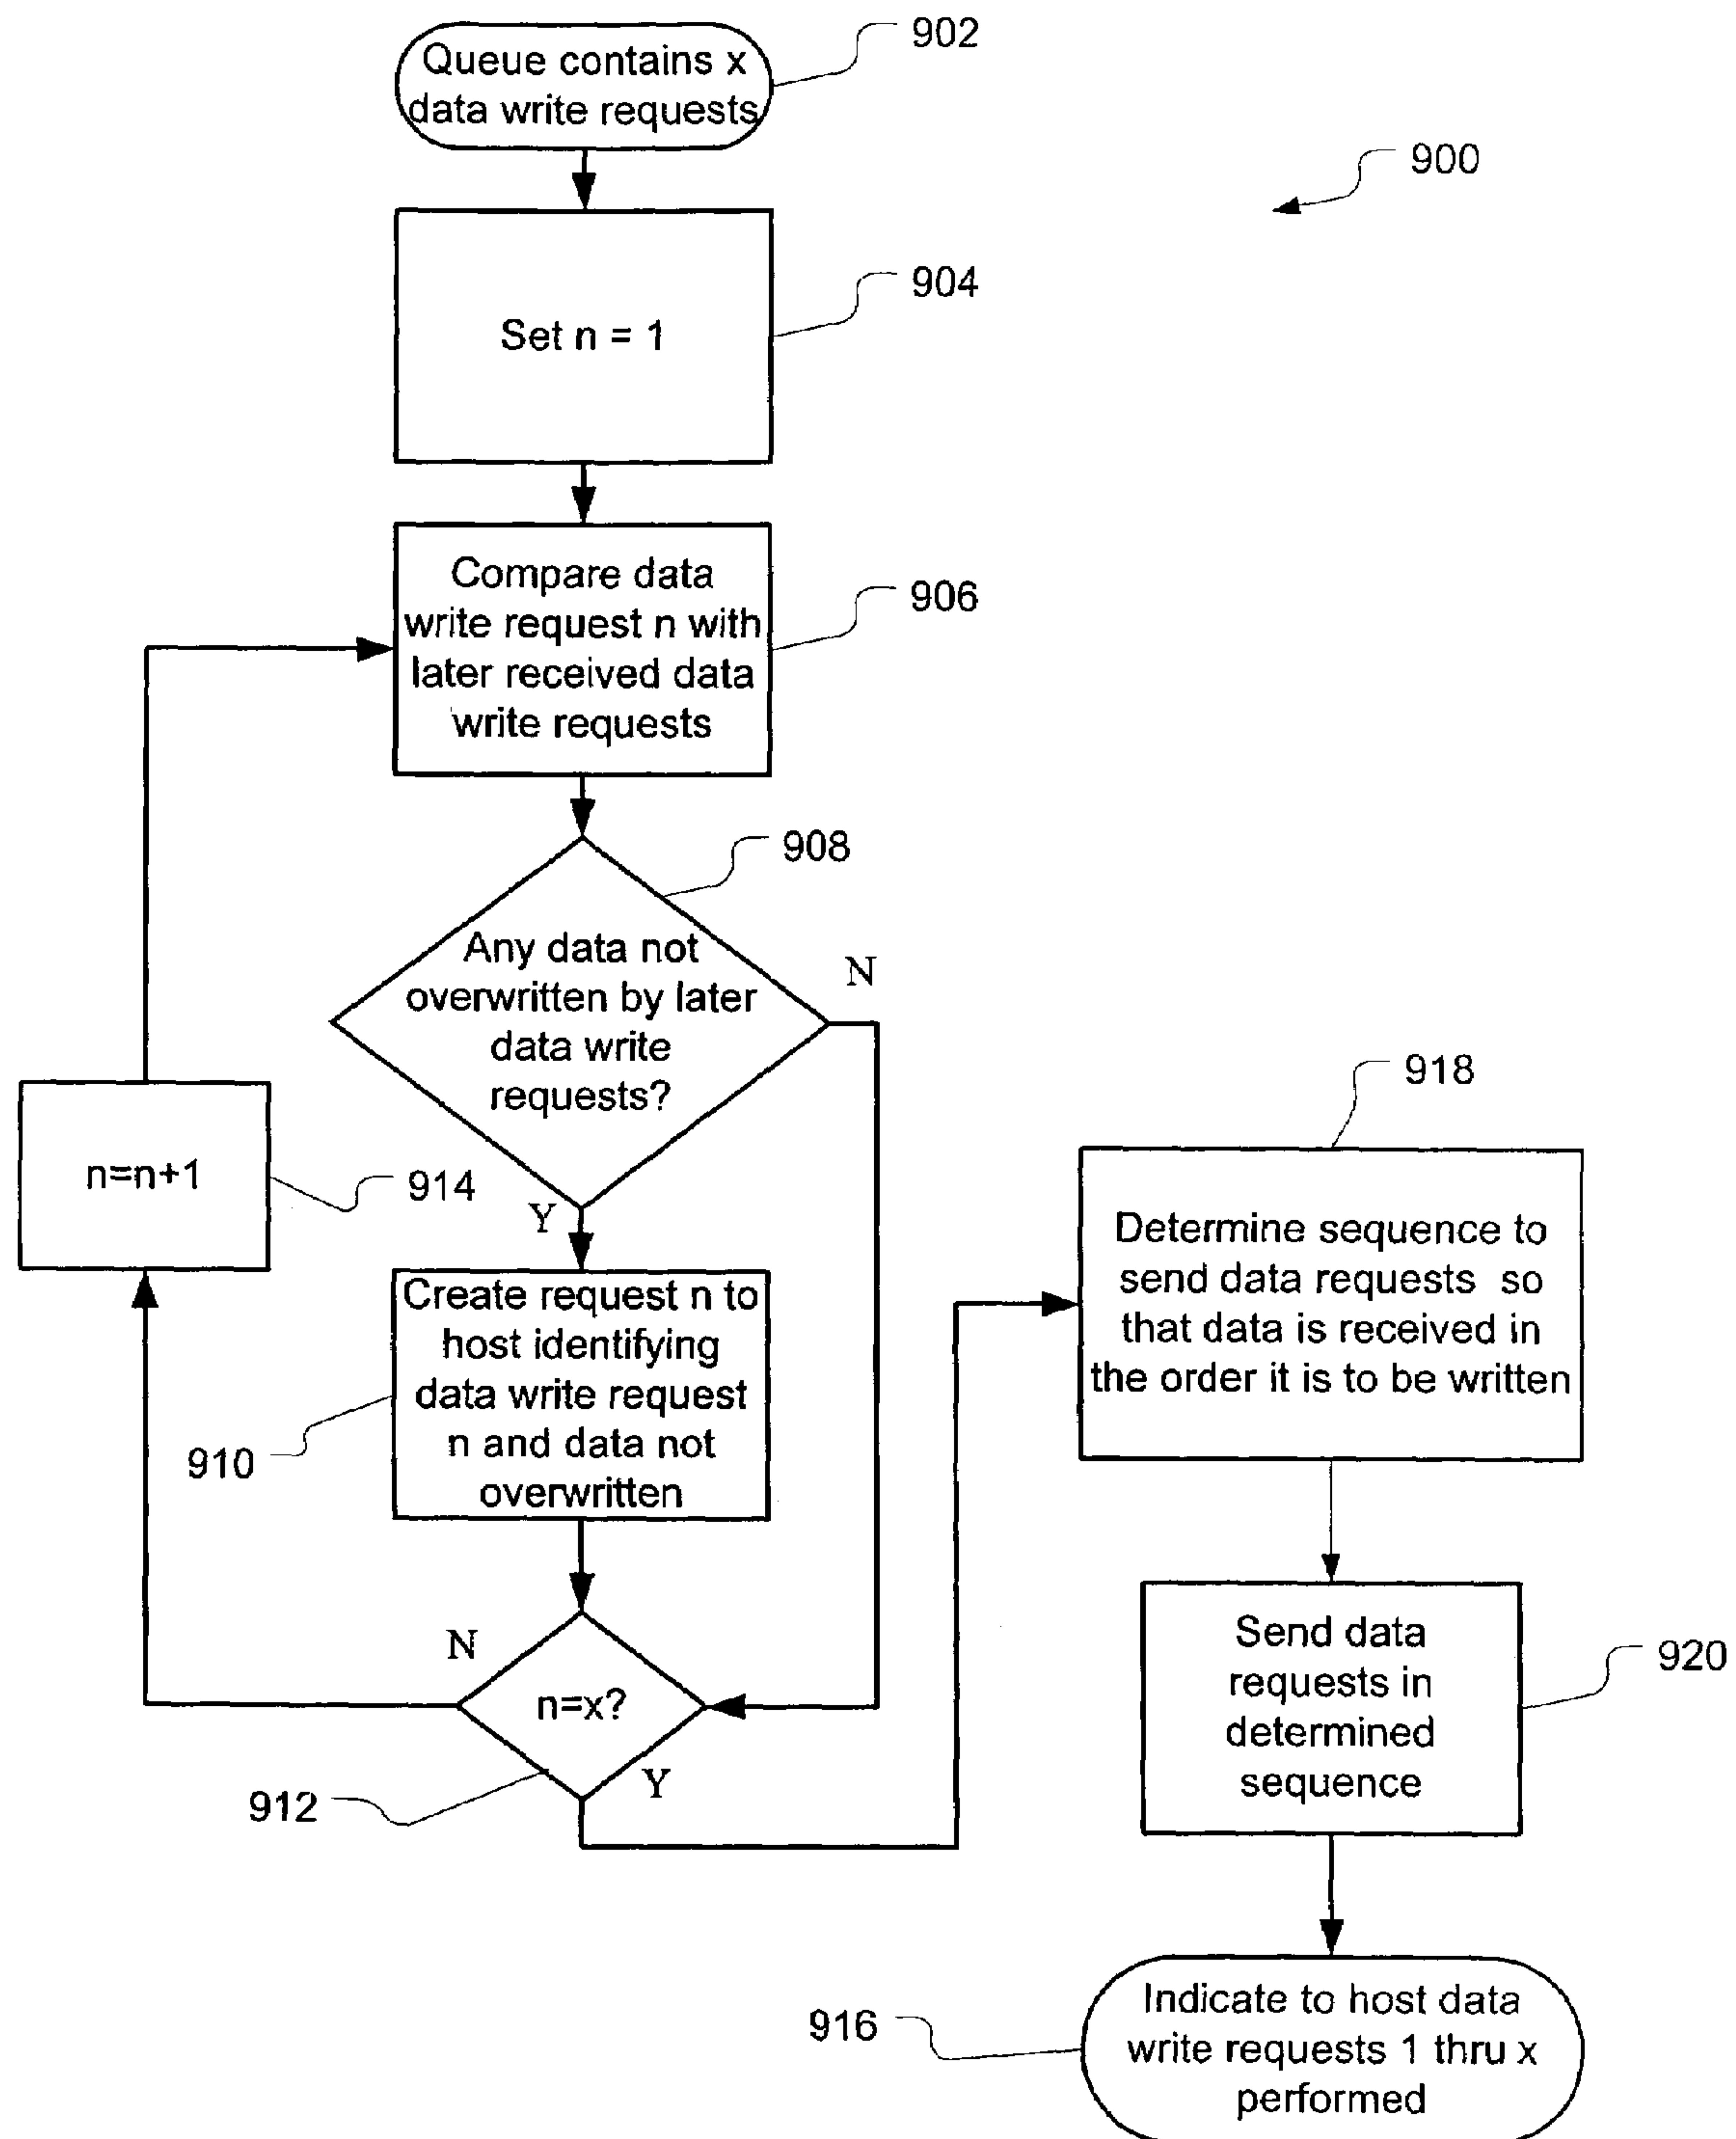 Queue contains x
data write requests
902
900
Set n = 1
904
Compare data
write request n with
later received data
write requests
906
Any data not
overwritten by later
data write
requests?
908
N
Y
n=n+1
914
Create request n to
host identifying
data write request
n and data not
overwritten
910
n=x?
N
Y
912
Determine sequence to
send data requests so
that data is received in
the order it is to be written
918
Send data
requests in
determined
sequence
920
Indicate to host data
write requests 1 thru x
performed
916